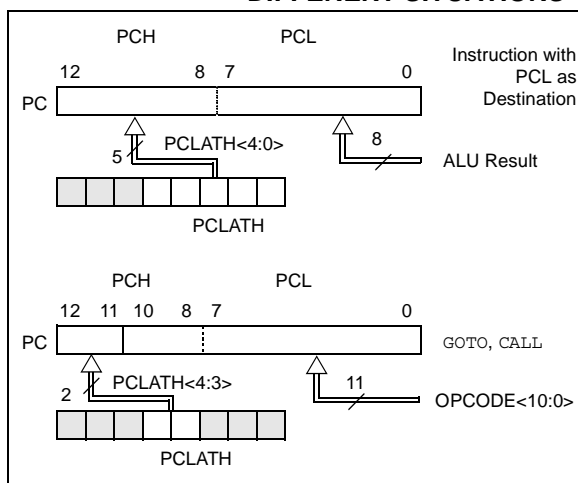 PCH PCL
12 8 7 0
Instruction with
PCL as
Destination
PC
PCLATH<4:0>
5
8
ALU Result
PCLATH
PCH PCL
12 11 10 8 7 0
PC
GOTO, CALL
PCLATH<4:3>
2
11
OPCODE<10:0>
PCLATH